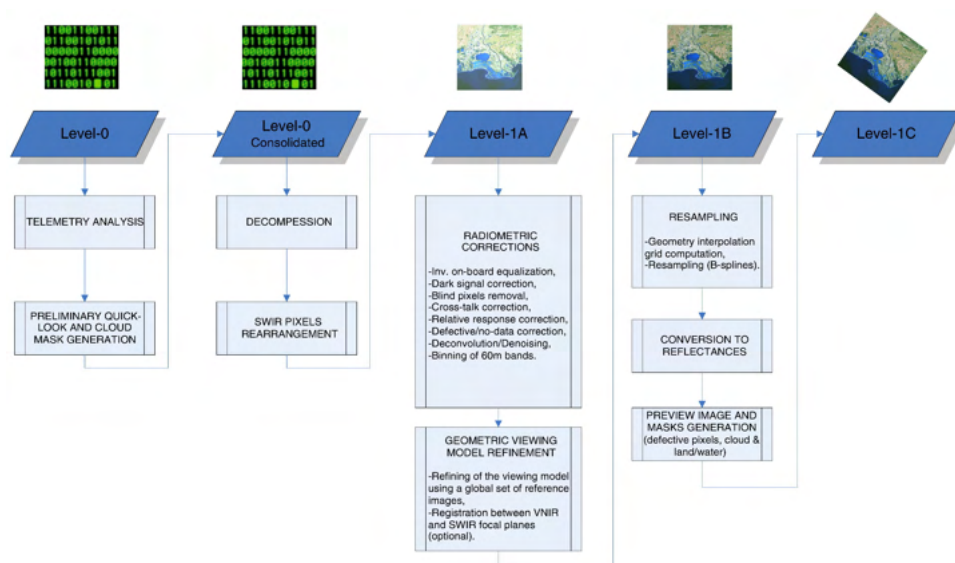 Level-0
TELEMETRY ANALYSIS
PRELIMINARY QUICK-
LOOK AND CLOUD
MASK GENERATION
Level-0
Consolidated
DECOMPESSION
SWIR PIXELS
REARRANGEMENT
Level-1A
RADIOMETRIC
CORRECTIONS
-Inv. on-board equalization,
-Dark signal correction,
-Blind pixels removal,
-Cross-talk correction,
-Relative response correction,
-Defective/no-data correction,
-Deconvolution/Denoising,
-Binning of 60m bands.
GEOMETRIC VIEWING
MODEL REFINEMENT
-Refining of the viewing model
using a global set of reference
images,
-Registration between VNIR
and SWIR focal planes
(optional).
Level-1B
RESAMPLING
-Geometry interpolation
grid computation,
-Resampling (B-splines).
CONVERSION TO
REFLECTANCES
PREVIEW IMAGE AND
MASKS GENERATION
(defective pixels, cloud &
land/water)
Level-1C